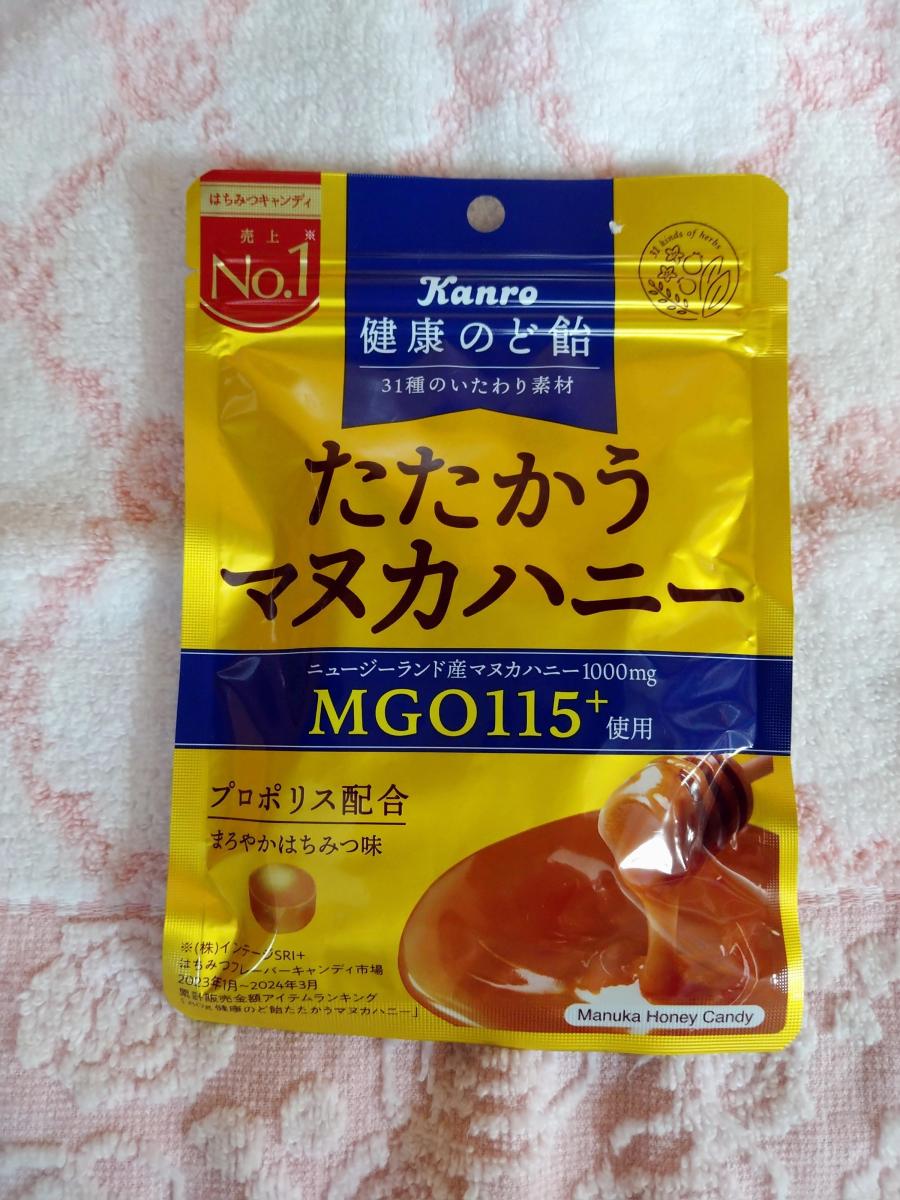 はちみつキャンディ
売上※
No.1
31 kinds of herbs
Kanro
健康のど飴
31種のいたわり素材
たたかう
マヌカハニー
ニュージーランド産マヌカハニー1000mg
MGO115⁺使用
プロポリス配合
まろやかはちみつ味
※(株)インテージSRI+
はちみつフレーバーキャンディ市場
2023年1月～2024年3月
累計販売金額アイテムランキング
健康のど飴たたかうマヌカハニー」
Manuka Honey Candy